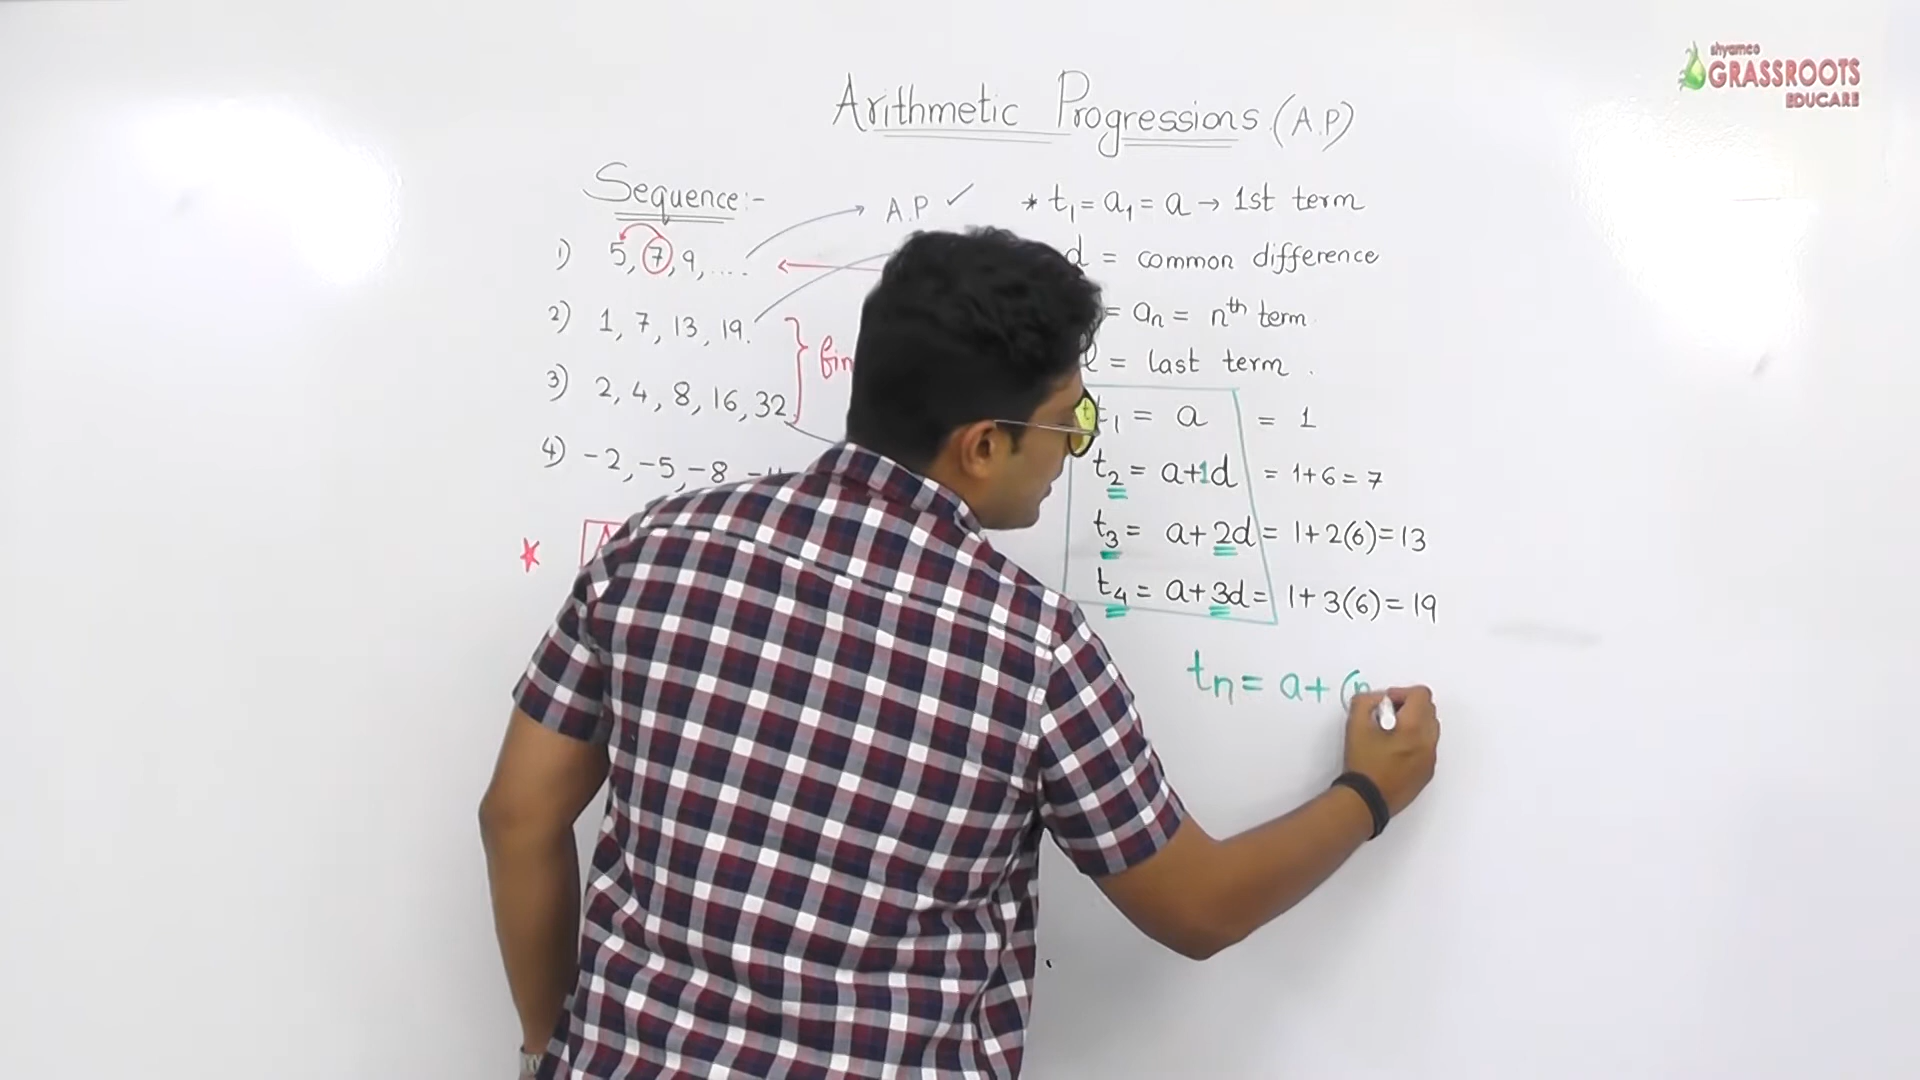 shyamco
GRASSROOTS
EDUCARE
Arithmetic Progressions (A.P)
Sequence:-
1) 5, 7, 9, ....
2) 1, 7, 13, 19.
3) 2, 4, 8, 16, 32
4) -2, -5, -8
A.P ✓
* t₁ = a₁ = a → 1st term
d = common difference
= aₙ = nᵗʰ term
l = last term .
t₁ = a = 1
t₂ = a+1d = 1+6 = 7
t₃ = a+2d = 1+2(6)=13
t₄ = a+3d = 1+3(6)=19
tₙ = a+ (n